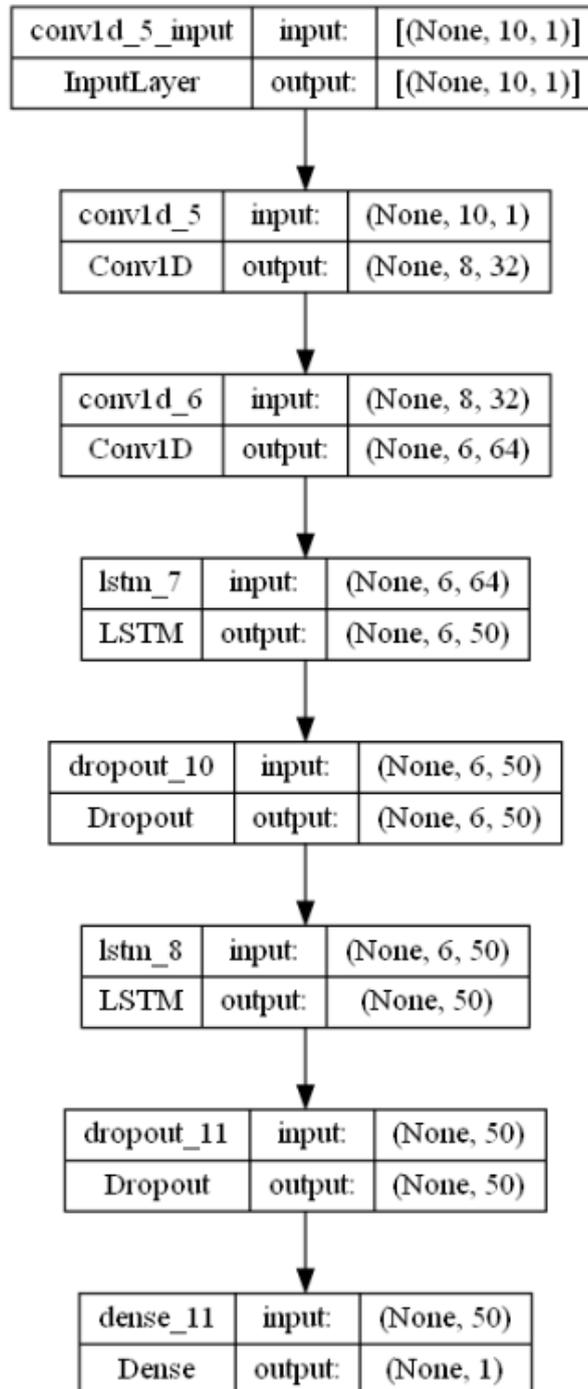 conv1d_5_input input: [(None, 10, 1)]
InputLayer output: [(None, 10, 1)]
conv1d_5 input: (None, 10, 1)
Conv1D output: (None, 8, 32)
conv1d_6 input: (None, 8, 32)
Conv1D output: (None, 6, 64)
lstm_7 input: (None, 6, 64)
LSTM output: (None, 6, 50)
dropout_10 input: (None, 6, 50)
Dropout output: (None, 6, 50)
lstm_8 input: (None, 6, 50)
LSTM output: (None, 50)
dropout_11 input: (None, 50)
Dropout output: (None, 50)
dense_11 input: (None, 50)
Dense output: (None, 1)